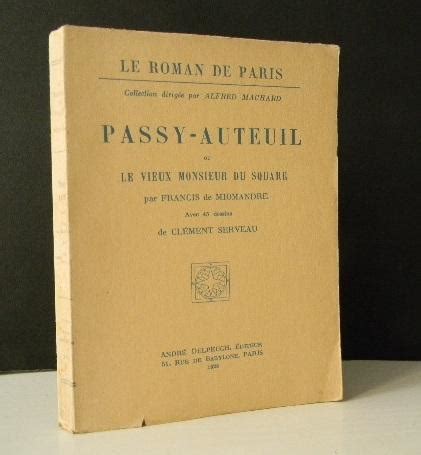 LE ROMAN DE PARIS
Collection dirigée par ALFRED MACHARD
PASSY-AUTEUIL
ou
LE VIEUX MONSIEUR DU SQUARE
par FRANCIS de MIOMANDRE
Avec 45 dessins
de CLÉMENT SERVEAU
ANDRÉ DELPEUCH, ÉDITEUR
51, RUE DE BABYLONE, PARIS